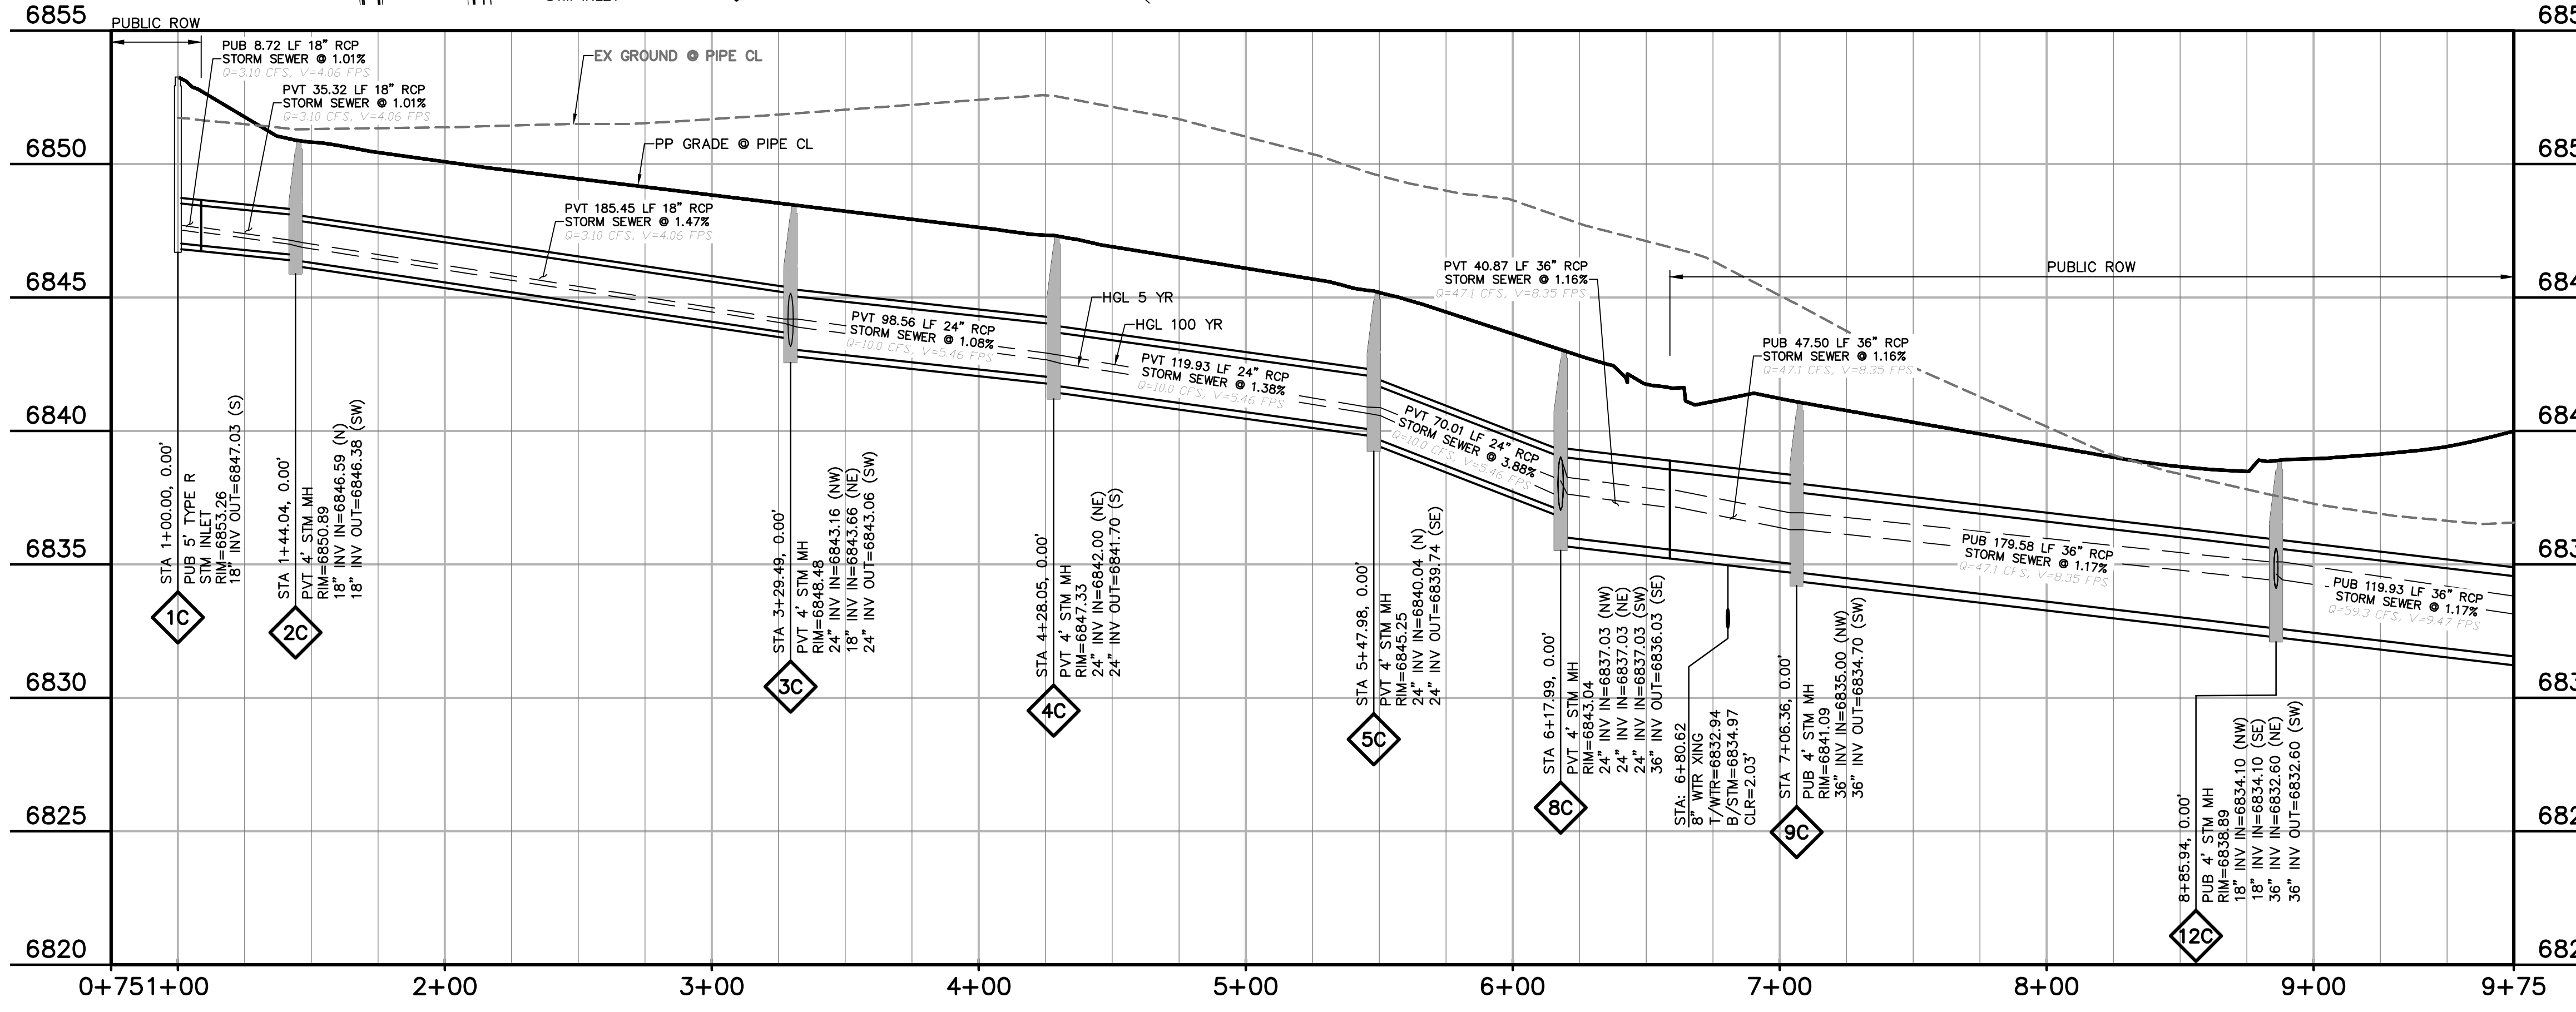 6855
685
PUBLIC ROW
PUB 8.72 LF 18" RCP
STORM SEWER @ 1.01%
Q=3.10 CFS, V=4.06 FPS
PVT 35.32 LF 18" RCP
STORM SEWER @ 1.01%
Q=3.10 CFS, V=4.06 FPS
EX GROUND @ PIPE CL
PP GRADE @ PIPE CL
6850
685
PVT 185.45 LF 18" RCP
STORM SEWER @ 1.47%
Q=3.10 CFS, V=4.06 FPS
PVT 98.56 LF 24" RCP
STORM SEWER @ 1.08%
Q=10.0 CFS, V=5.46 FPS
HGL 5 YR
HGL 100 YR
PVT 119.93 LF 24" RCP
STORM SEWER @ 1.38%
Q=10.0 CFS, V=5.46 FPS
PVT 70.01 LF 24" RCP
STORM SEWER @ 3.88%
Q=10.0 CFS, V=5.46 FPS
PVT 40.87 LF 36" RCP
STORM SEWER @ 1.16%
Q=47.1 CFS, V=8.35 FPS
PUBLIC ROW
PUB 47.50 LF 36" RCP
STORM SEWER @ 1.16%
Q=47.1 CFS, V=8.35 FPS
PUB 179.58 LF 36" RCP
STORM SEWER @ 1.17%
Q=47.1 CFS, V=8.35 FPS
PUB 119.93 LF 36" RCP
STORM SEWER @ 1.17%
Q=59.3 CFS, V=9.47 FPS
6845
684
6840
684
6835
683
6830
683
6825
682
6820
682
STA 1+00.00, 0.00'
PUB 5' TYPE R
STM INLET
RIM=6853.26
18" INV OUT=6847.03 (S)
1C
STA 1+44.04, 0.00'
PVT 4' STM MH
RIM=6850.89
18" INV IN=6846.59 (N)
18" INV OUT=6846.38 (SW)
2C
STA 3+29.49, 0.00'
PVT 4' STM MH
RIM=6848.48
24" INV IN=6843.16 (NW)
18" INV IN=6843.66 (NE)
24" INV OUT=6843.06 (SW)
3C
STA 4+28.05, 0.00'
PVT 4' STM MH
RIM=6847.33
24" INV IN=6842.00 (NE)
24" INV OUT=6841.70 (S)
4C
STA 5+47.98, 0.00'
PVT 4' STM MH
RIM=6845.25
24" INV IN=6840.04 (N)
24" INV OUT=6839.74 (SE)
5C
STA 6+17.99, 0.00'
PVT 4' STM MH
RIM=6843.04
24" INV IN=6837.03 (NW)
24" INV IN=6837.03 (NE)
24" INV IN=6837.03 (SW)
36" INV OUT=6836.03 (SE)
8C
STA: 6+80.62
8" WTR XING
T/WTR=6832.94
B/STM=6834.97
CLR=2.03'
STA 7+06.36, 0.00'
PUB 4' STM MH
RIM=6841.09
36" INV IN=6835.00 (NW)
36" INV OUT=6834.70 (SW)
9C
8+85.94, 0.00'
PUB 4' STM MH
RIM=6838.89
18" INV IN=6834.10 (NW)
18" INV IN=6834.10 (SE)
36" INV IN=6832.60 (NE)
36" INV OUT=6832.60 (SW)
12C
0+75
1+00
2+00
3+00
4+00
5+00
6+00
7+00
8+00
9+00
9+75